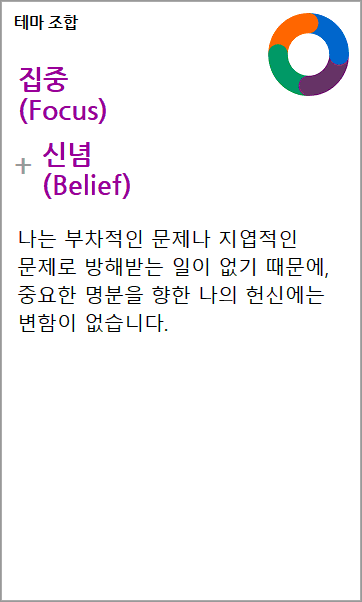 테마 조합
집중
(Focus)
+ 신념
(Belief)
나는 부차적인 문제나 지엽적인
문제로 방해받는 일이 없기 때문에,
중요한 명분을 향한 나의 헌신에는
변함이 없습니다.